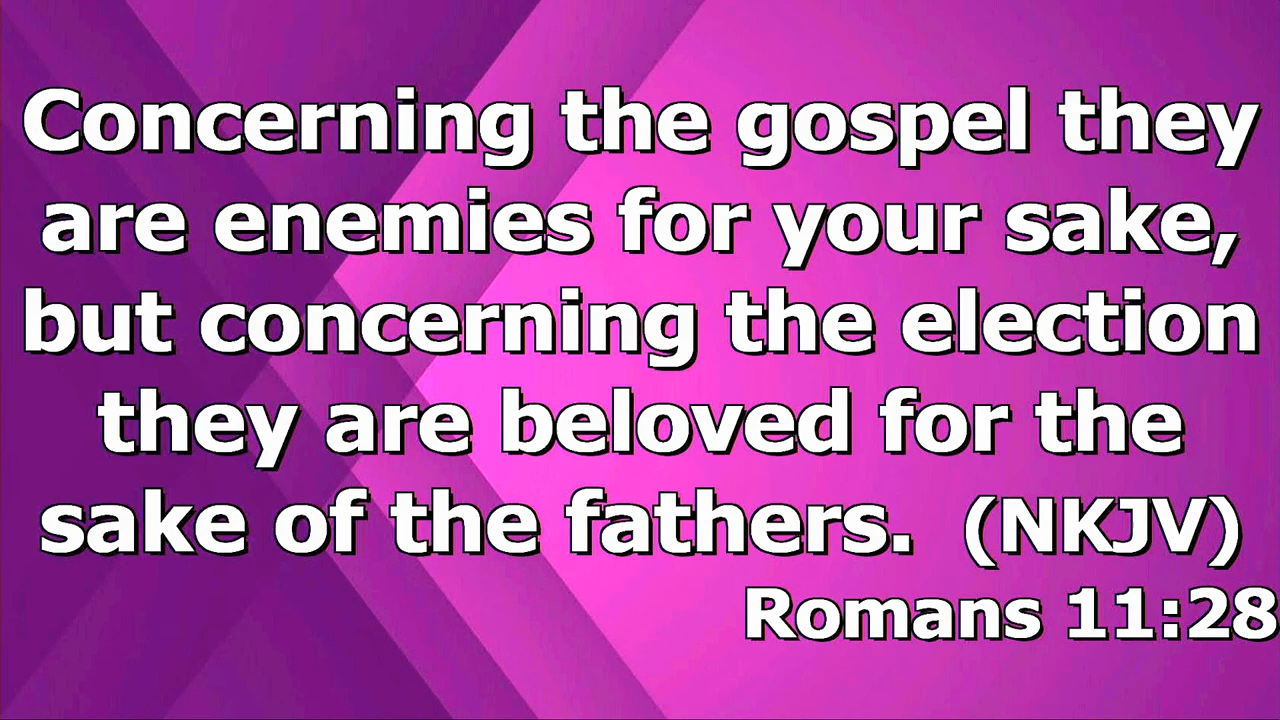 Concerning the gospel they
are enemies for your sake,
but concerning the election
they are beloved for the
sake of the fathers.  (NKJV)
Romans 11:28